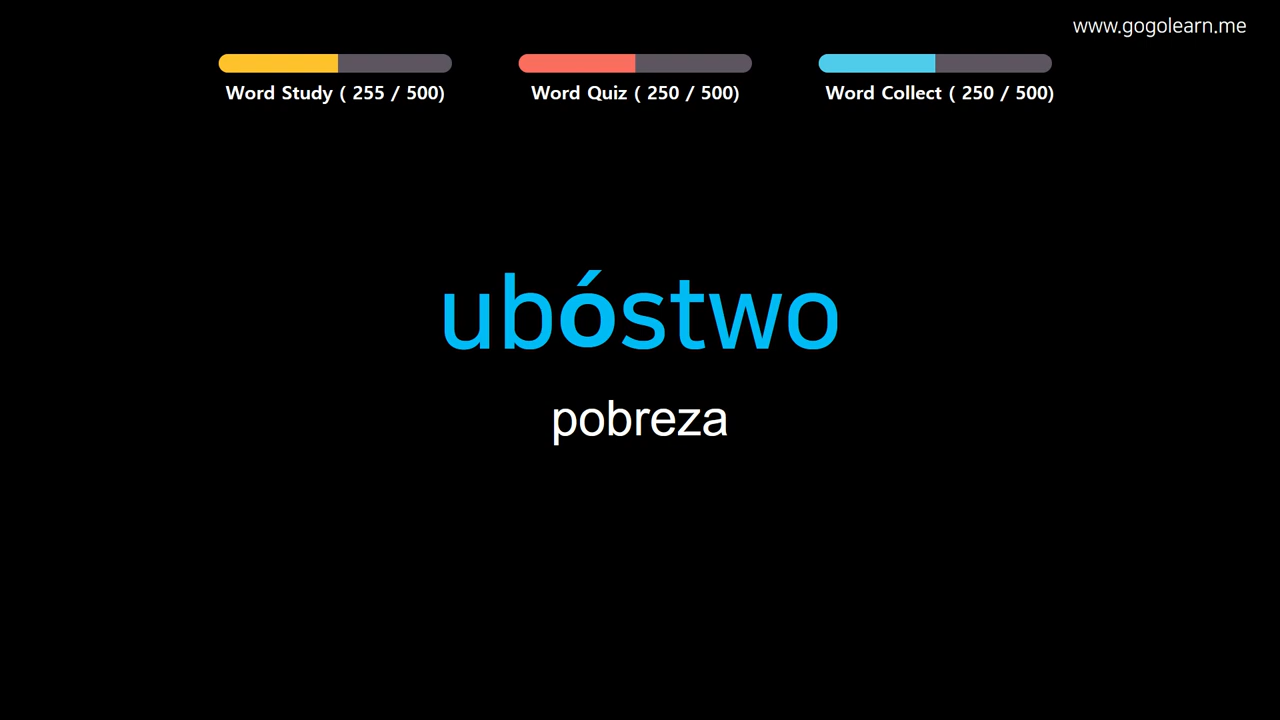 www.gogolearn.me
Word Study ( 255 / 500)
Word Quiz ( 250 / 500)
Word Collect ( 250 / 500)
ubóstwo
pobreza